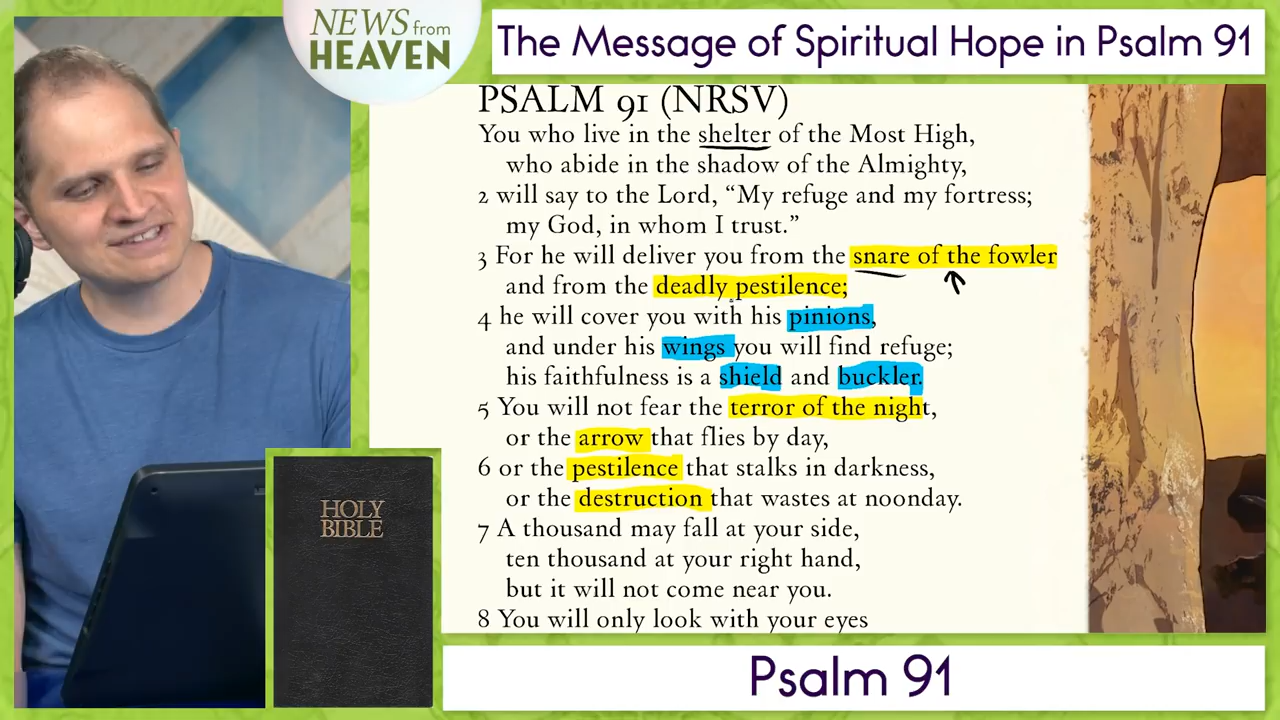 NEWS from
HEAVEN
The Message of Spiritual Hope in Psalm 91
PSALM 91 (NRSV)
You who live in the shelter of the Most High,
who abide in the shadow of the Almighty,
2 will say to the Lord, “My refuge and my fortress;
my God, in whom I trust.”
3 For he will deliver you from the snare of the fowler
and from the deadly pestilence;
4 he will cover you with his pinions,
and under his wings you will find refuge;
his faithfulness is a shield and buckler.
5 You will not fear the terror of the night,
or the arrow that flies by day,
6 or the pestilence that stalks in darkness,
or the destruction that wastes at noonday.
7 A thousand may fall at your side,
ten thousand at your right hand,
but it will not come near you.
8 You will only look with your eyes
HOLY
BIBLE
Psalm 91